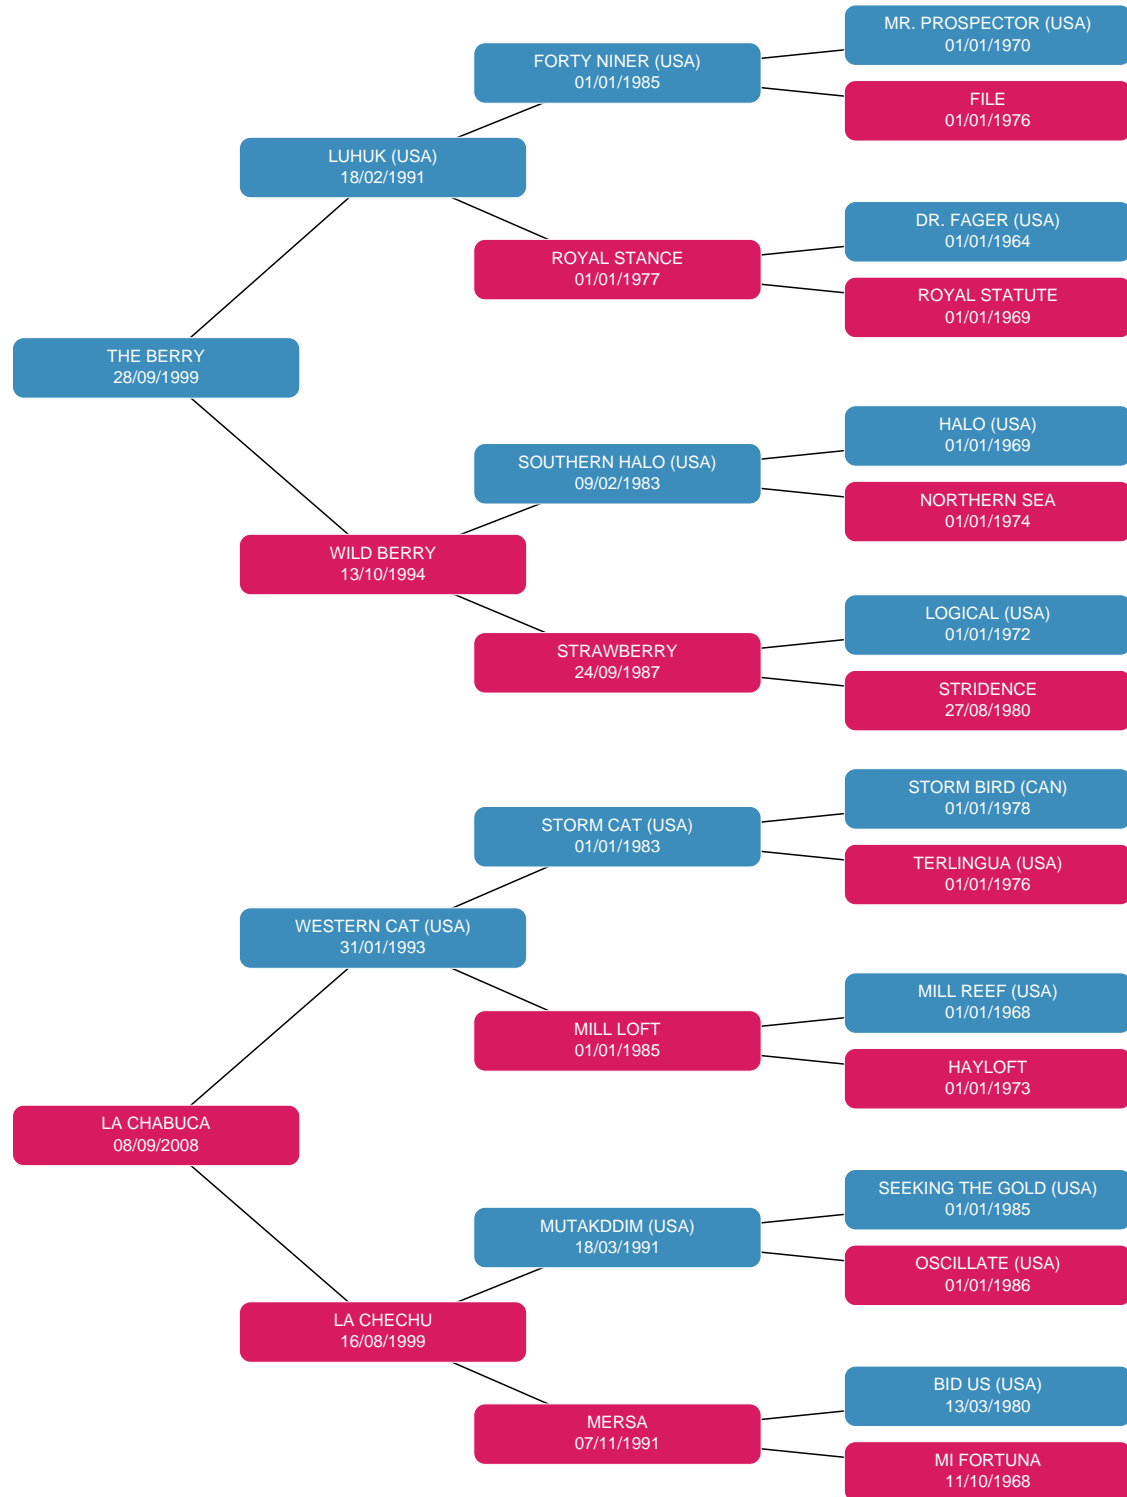 MR. PROSPECTOR (USA)
01/01/1970
FORTY NINER (USA)
01/01/1985
FILE
01/01/1976
LUHUK (USA)
18/02/1991
DR. FAGER (USA)
01/01/1964
ROYAL STANCE
01/01/1977
ROYAL STATUTE
01/01/1969
THE BERRY
28/09/1999
HALO (USA)
01/01/1969
SOUTHERN HALO (USA)
09/02/1983
NORTHERN SEA
01/01/1974
WILD BERRY
13/10/1994
LOGICAL (USA)
01/01/1972
STRAWBERRY
24/09/1987
STRIDENCE
27/08/1980
STORM BIRD (CAN)
01/01/1978
STORM CAT (USA)
01/01/1983
TERLINGUA (USA)
01/01/1976
WESTERN CAT (USA)
31/01/1993
MILL REEF (USA)
01/01/1968
MILL LOFT
01/01/1985
HAYLOFT
01/01/1973
LA CHABUCA
08/09/2008
SEEKING THE GOLD (USA)
01/01/1985
MUTAKDDIM (USA)
18/03/1991
OSCILLATE (USA)
01/01/1986
LA CHECHU
16/08/1999
BID US (USA)
13/03/1980
MERSA
07/11/1991
MI FORTUNA
11/10/1968